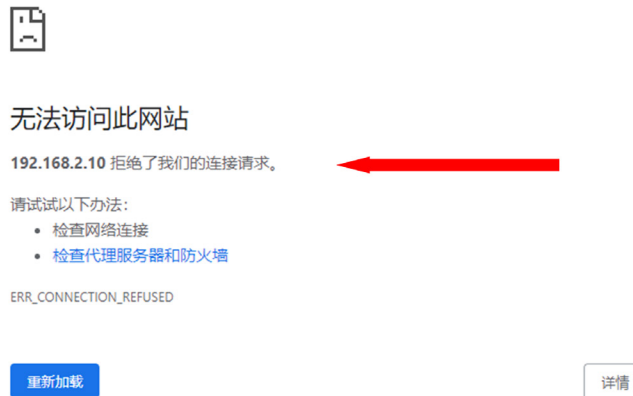 无法访问此网站
192.168.2.10 拒绝了我们的连接请求。
请试试以下办法：
• 检查网络连接
• 检查代理服务器和防火墙
ERR_CONNECTION_REFUSED
重新加载
详情